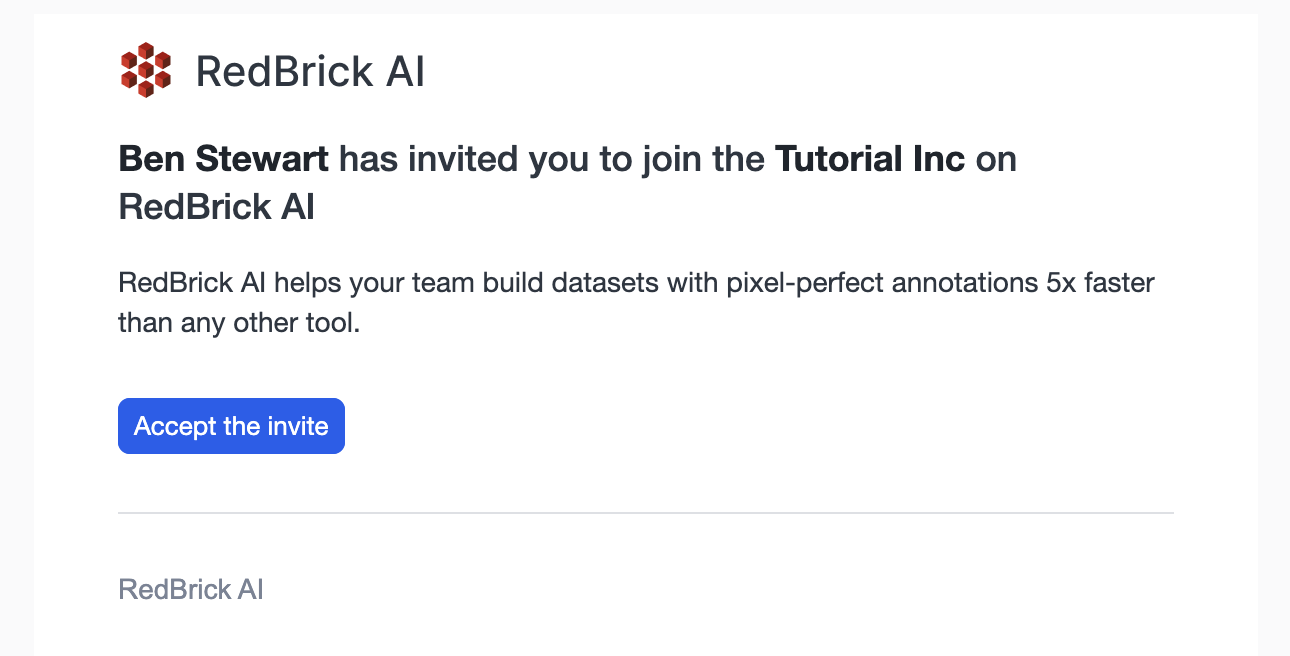 RedBrick AI
Ben Stewart has invited you to join the Tutorial Inc on
RedBrick AI
RedBrick AI helps your team build datasets with pixel-perfect annotations 5x faster
than any other tool.
Accept the invite
RedBrick AI